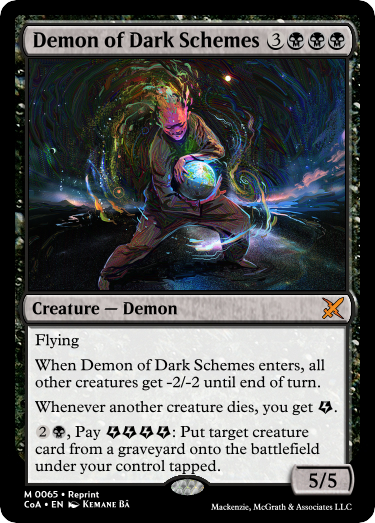 Demon of Dark Schemes 3
Creature — Demon
Flying
When Demon of Dark Schemes enters, all
other creatures get -2/-2 until end of turn.
Whenever another creature dies, you get .
2 , Pay : Put target creature
card from a graveyard onto the battlefield
under your control tapped.
5/5
M 0065 • Reprint
CoA • EN Kemane Bâ
Mackenzie, McGrath & Associates LLC